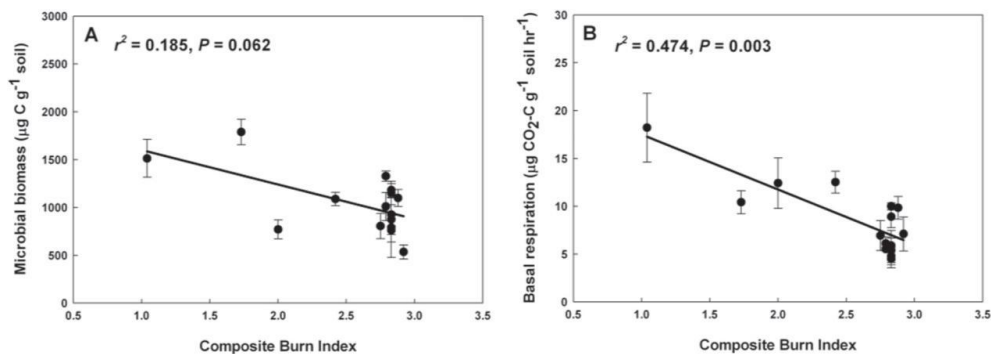 A
r² = 0.185, P = 0.062
Microbial biomass (µg C g⁻¹ soil)
3000
2500
2000
1500
1000
500
0
0.5 1.0 1.5 2.0 2.5 3.0 3.5
Composite Burn Index
B
r² = 0.474, P = 0.003
Basal respiration (µg CO₂-C g⁻¹ soil hr⁻¹)
30
25
20
15
10
5
0
0.5 1.0 1.5 2.0 2.5 3.0 3.5
Composite Burn Index